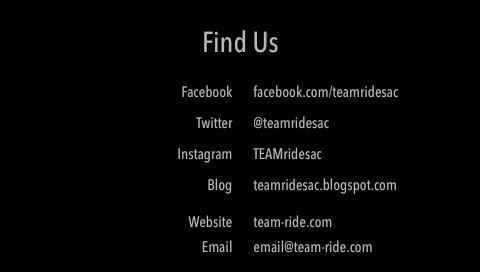 Find Us
Facebook facebook.com/teamridesac
Twitter @teamridesac
Instagram TEAMridesac
Blog teamridesac.blogspot.com
Website team-ride.com
Email email@team-ride.com